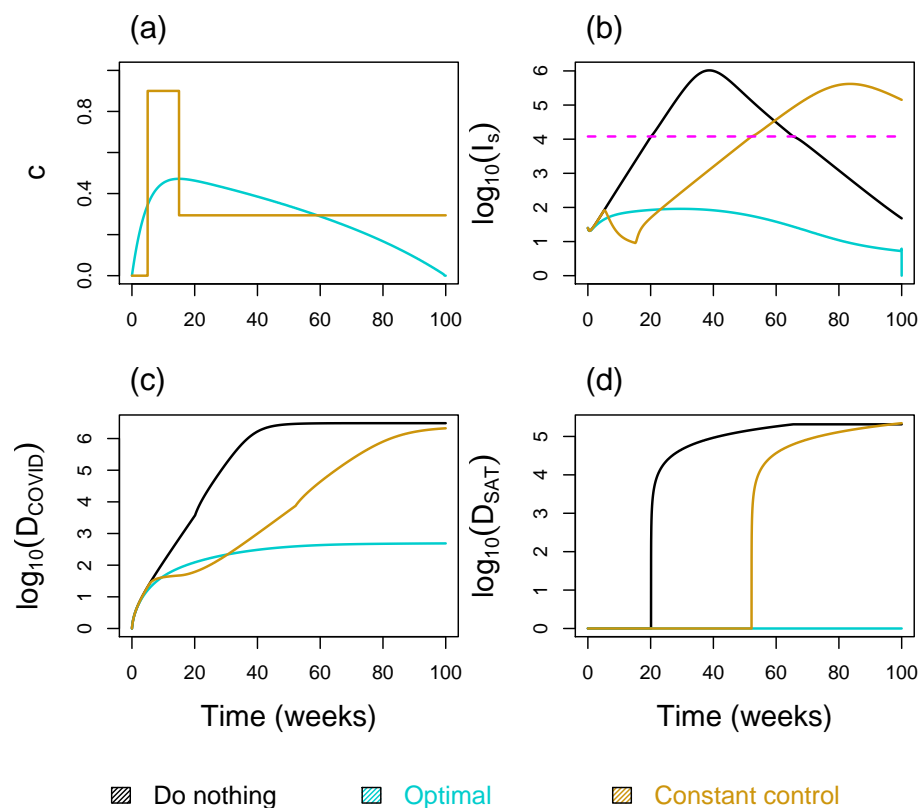 (a)
(b)
c
0.0 0.4 0.8
0 20 40 60 80 100
log₁₀(Iₛ)
0 1 2 3 4 5 6
0 20 40 60 80 100
(c)
(d)
log₁₀(D_COVID)
0 1 2 3 4 5 6
0 20 40 60 80 100
Time (weeks)
log₁₀(D_SAT)
0 1 2 3 4 5
0 20 40 60 80 100
Time (weeks)
Do nothing Optimal Constant control